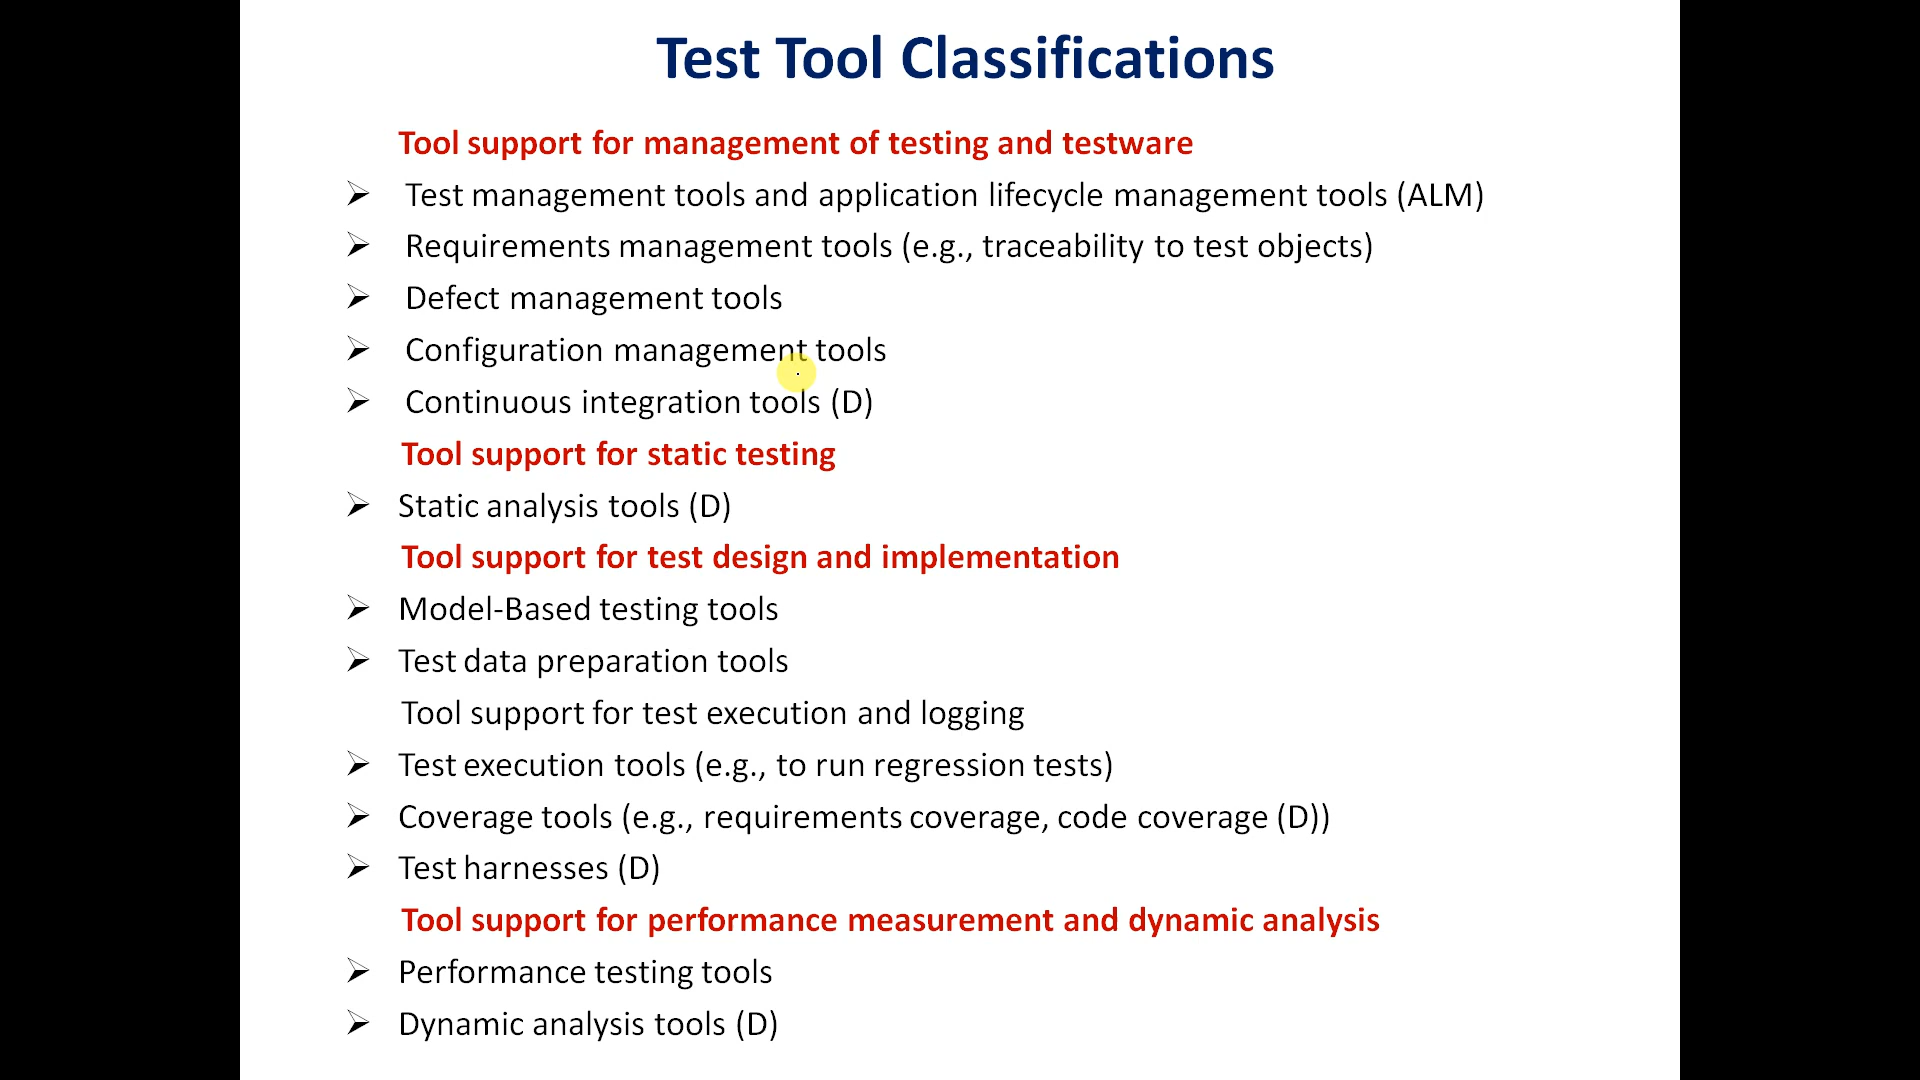 Test Tool Classifications
Tool support for management of testing and testware
Test management tools and application lifecycle management tools (ALM)
Requirements management tools (e.g., traceability to test objects)
Defect management tools
Configuration management tools
Continuous integration tools (D)
Tool support for static testing
Static analysis tools (D)
Tool support for test design and implementation
Model-Based testing tools
Test data preparation tools
Tool support for test execution and logging
Test execution tools (e.g., to run regression tests)
Coverage tools (e.g., requirements coverage, code coverage (D))
Test harnesses (D)
Tool support for performance measurement and dynamic analysis
Performance testing tools
Dynamic analysis tools (D)